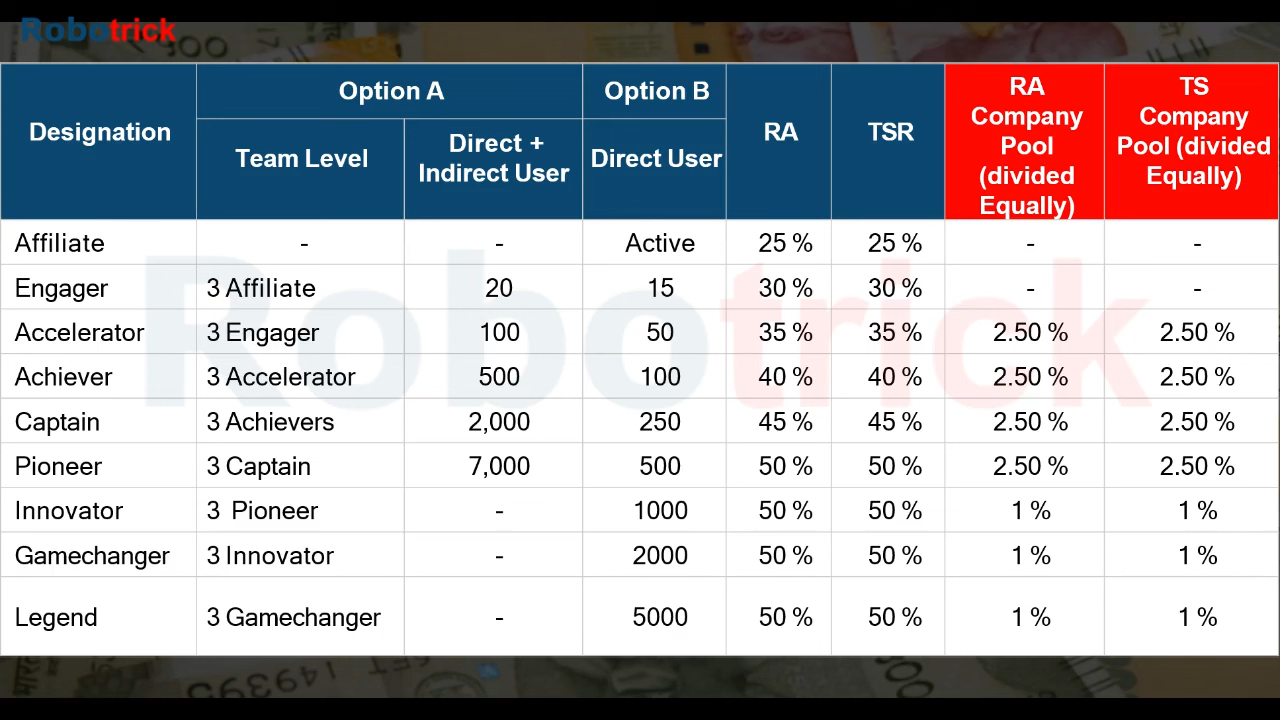 Robotrick
Designation
Option A
Option B
RA
TSR
RA
Company
Pool
(divided
Equally)
TS
Company
Pool (divided
Equally)
Team Level
Direct +
Indirect User
Direct User
Affiliate - - Active 25 % 25 % - -
Engager 3 Affiliate 20 15 30 % 30 % - -
Accelerator 3 Engager 100 50 35 % 35 % 2.50 % 2.50 %
Achiever 3 Accelerator 500 100 40 % 40 % 2.50 % 2.50 %
Captain 3 Achievers 2,000 250 45 % 45 % 2.50 % 2.50 %
Pioneer 3 Captain 7,000 500 50 % 50 % 2.50 % 2.50 %
Innovator 3 Pioneer - 1000 50 % 50 % 1 % 1 %
Gamechanger 3 Innovator - 2000 50 % 50 % 1 % 1 %
Legend 3 Gamechanger - 5000 50 % 50 % 1 % 1 %
Robotrick